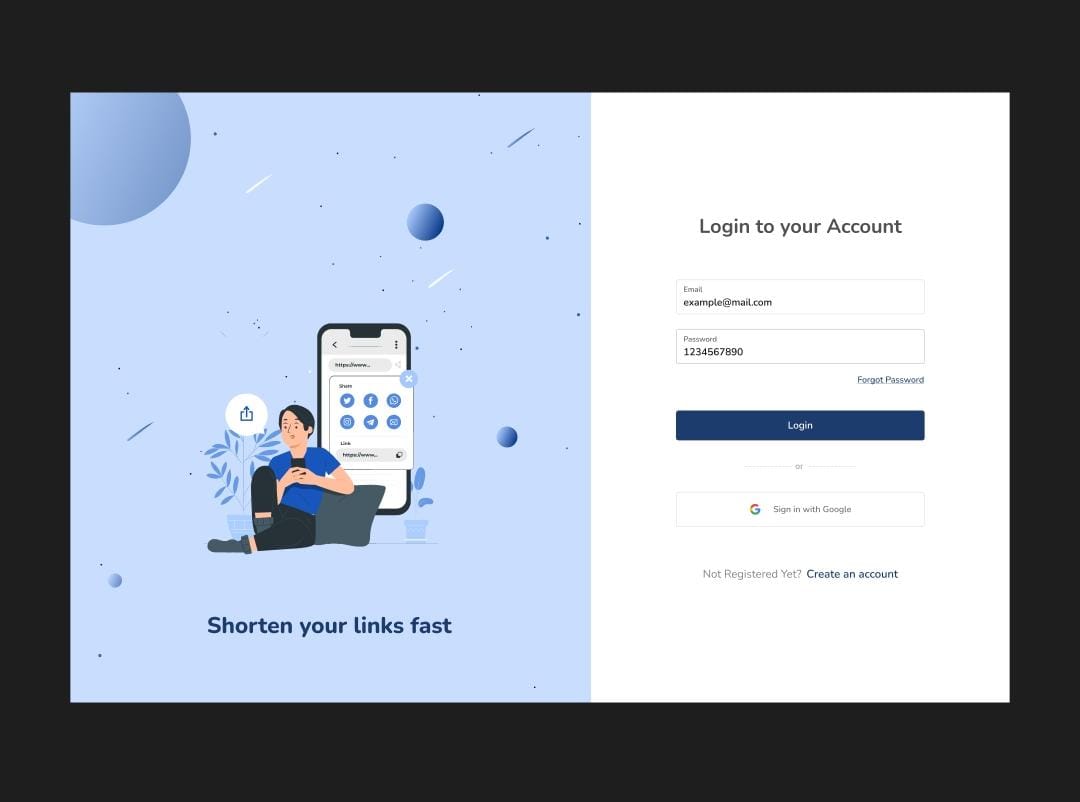 https://www...
Share
Link
https://www...
Shorten your links fast
Login to your Account
Email
example@mail.com
Password
1234567890
Forgot Password
Login
or
Sign in with Google
Not Registered Yet? Create an account